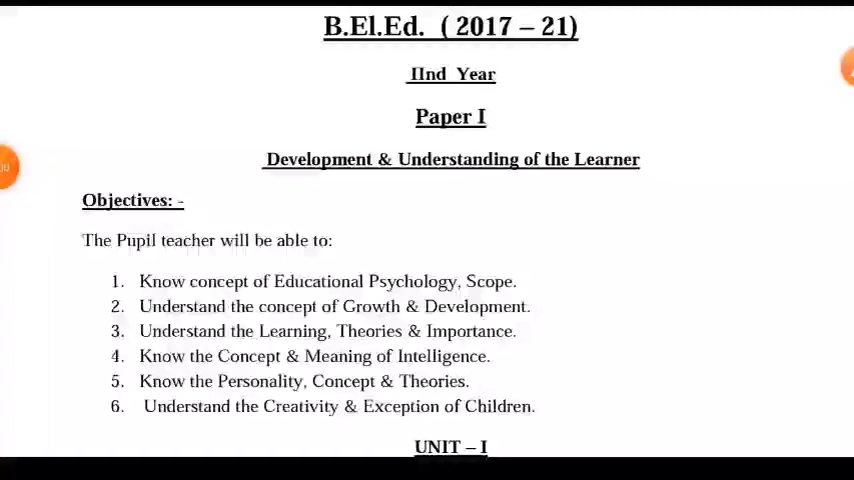 B.El.Ed. ( 2017 – 21)
IInd Year
Paper I
Development & Understanding of the Learner
Objectives: -
The Pupil teacher will be able to:
1. Know concept of Educational Psychology, Scope.
2. Understand the concept of Growth & Development.
3. Understand the Learning, Theories & Importance.
4. Know the Concept & Meaning of Intelligence.
5. Know the Personality, Concept & Theories.
6. Understand the Creativity & Exception of Children.
UNIT – I